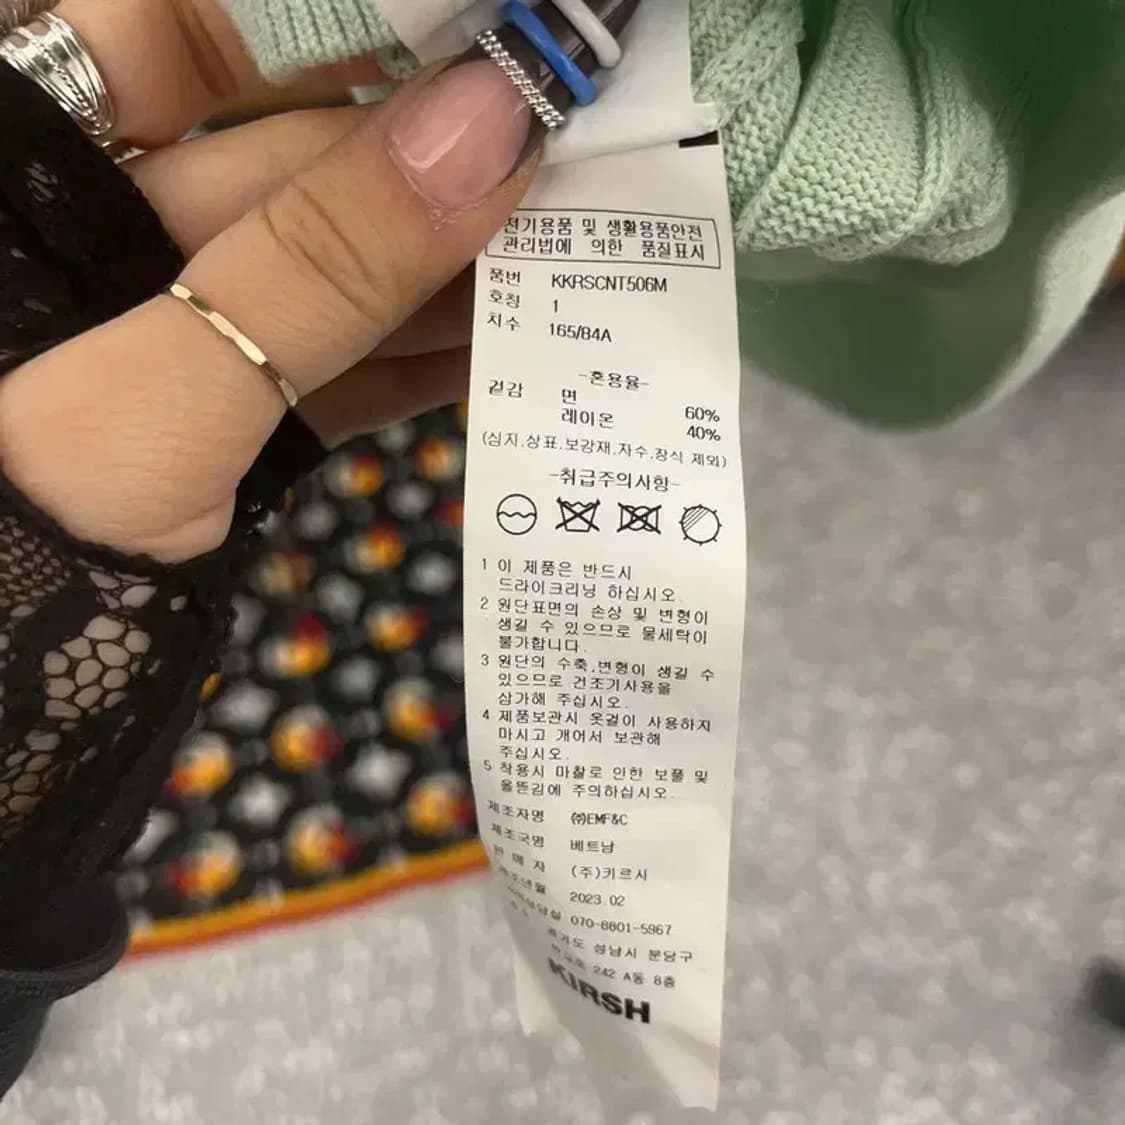 전기용품 및 생활용품안전
관리법에 의한 품질표시
품번 KKRSCNT506M
호칭 1
치수 165/84A
-혼용율-
겉감 면 60%
레이온 40%
(심지,상표,보강재,자수,장식 제외)
-취급주의사항-
1 이 제품은 반드시
드라이크리닝 하십시오.
2 원단표면의 손상 및 변형이
생길 수 있으므로 물세탁이
불가합니다.
3 원단의 수축,변형이 생길 수
있으므로 건조기사용을
삼가해 주십시오.
4 제품보관시 옷걸이 사용하지
마시고 개어서 보관해
주십시오.
5 착용시 마찰로 인한 보풀 및
올뜯김에 주의하십시오.
제조자명 ㈜EMF&C
제조국명 베트남
판매자 (주)키르시
2023.02
070-8801-5967
경기도 성남시 분당구
242 A동 8층
KIRSH